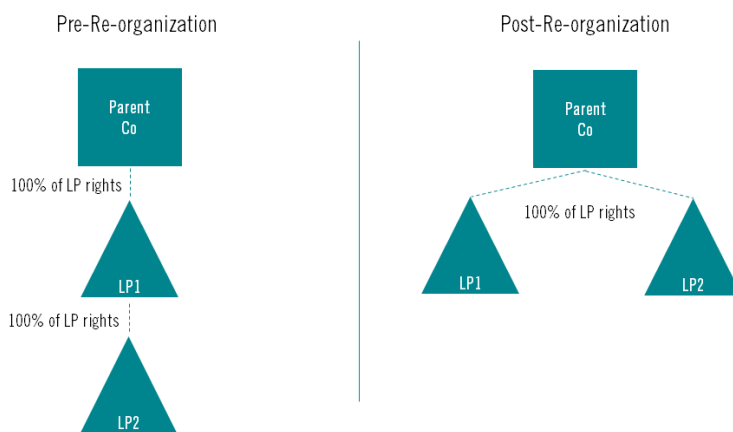 Pre-Re-organization
Parent
Co
100% of LP rights
LP1
100% of LP rights
LP2
Post-Re-organization
Parent
Co
100% of LP rights
LP1
LP2